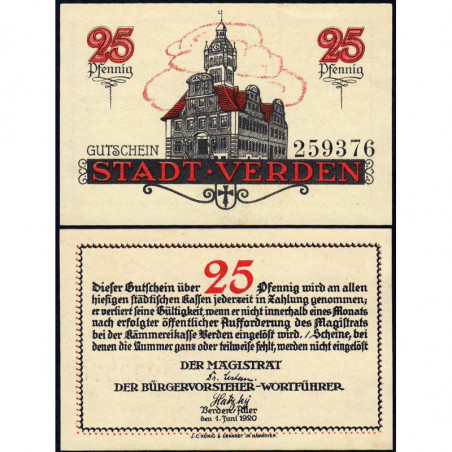 25 25
Pfennig Pfennig
GUTSCHEIN 259376
STADT·VERDEN
Dieser Gutschein über 25 Pfennig wird an allen
hiesigen städtischen Kassen jederzeit in Zahlung genommen;
er verliert seine Gültigkeit, wenn er nicht innerhalb eines Monats
nach erfolgter öffentlicher Aufforderung des Magistrats
bei der Kämmereikasse Verden eingelöst wird. / Scheine, bei
denen die Nummer ganz oder teilweise fehlt, werden nicht eingelöst
DER MAGISTRAT
DER BÜRGERVORSTEHER-WORTFÜHRER
Verden-Aller
den 1. Juni 1920
J.C. KÖNIG & EBHARDT IN HANNOVER